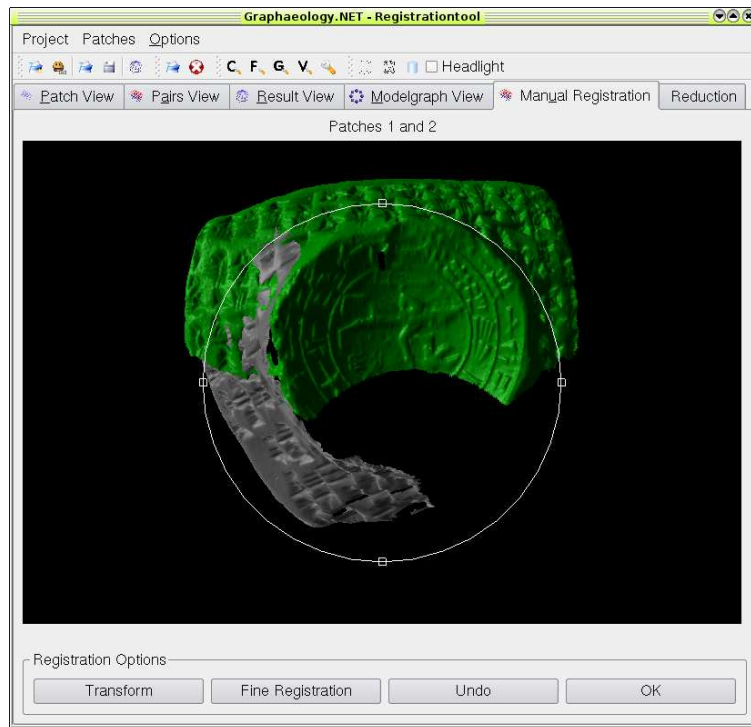 Graphaeology.NET - Registrationtool
Project Patches Options
C F G V Headlight
Patch View Pairs View Result View Modelgraph View Manual Registration Reduction
Patches 1 and 2
Registration Options
Transform Fine Registration Undo OK